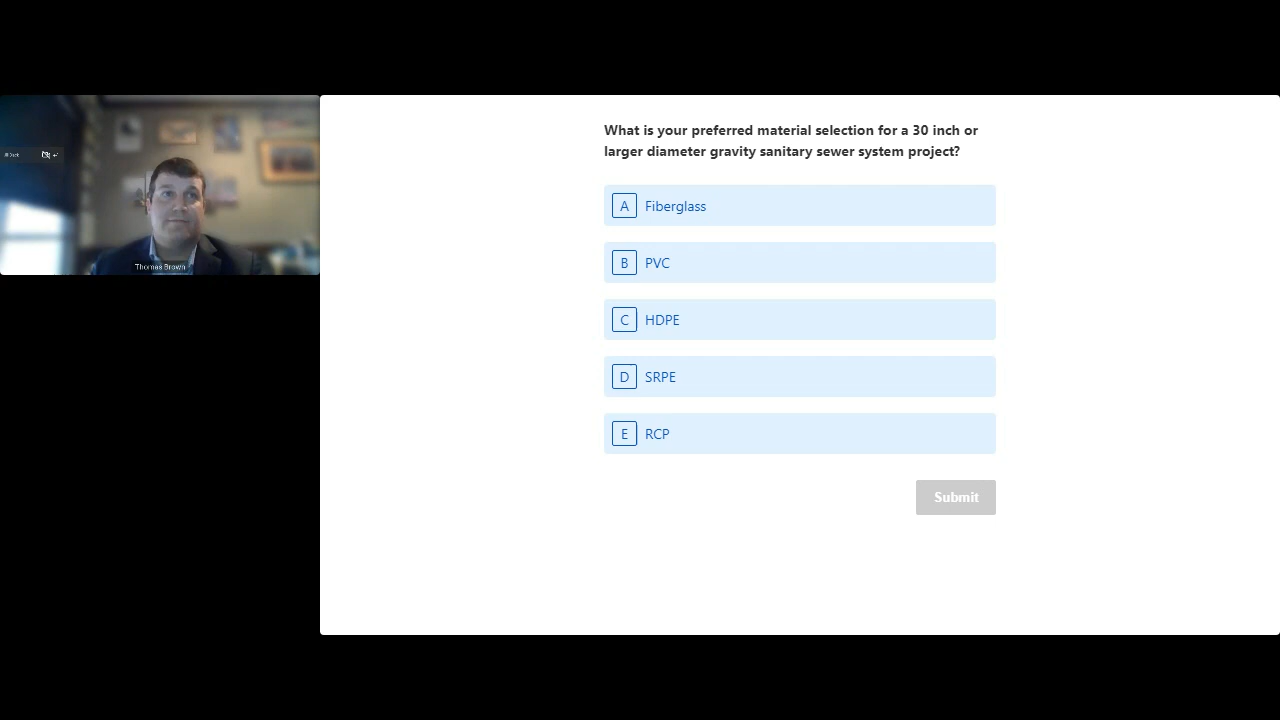 Thomas Brown
What is your preferred material selection for a 30 inch or
larger diameter gravity sanitary sewer system project?
A Fiberglass
B PVC
C HDPE
D SRPE
E RCP
Submit